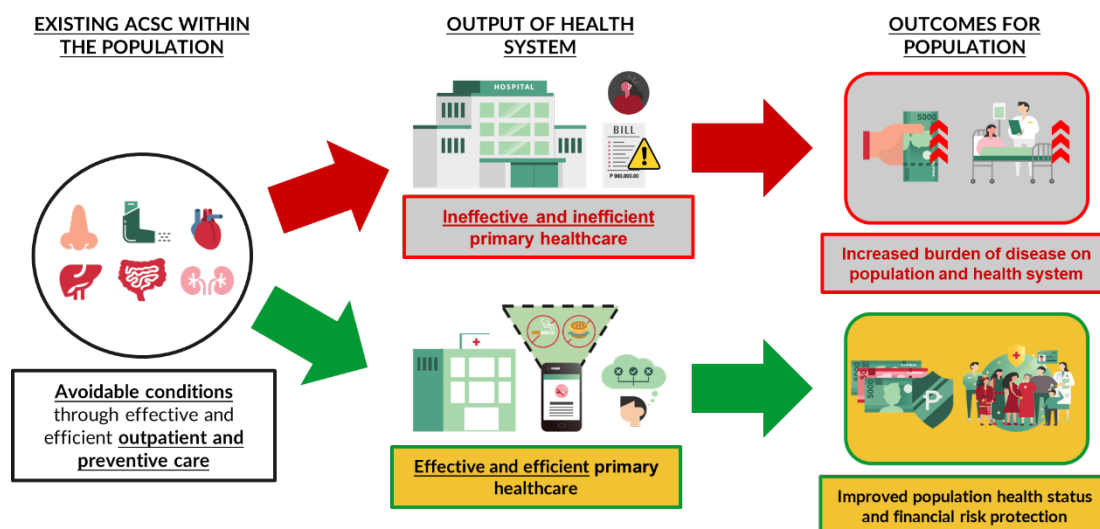 EXISTING ACSC WITHIN
THE POPULATION
OUTPUT OF HEALTH
SYSTEM
OUTCOMES FOR
POPULATION
HOSPITAL
BILL
₱ 900,000.00
5000
Ineffective and inefficient
primary healthcare
Increased burden of disease on
population and health system
Avoidable conditions
through effective and
efficient outpatient and
preventive care
5000
₱
Effective and efficient primary
healthcare
Improved population health status
and financial risk protection